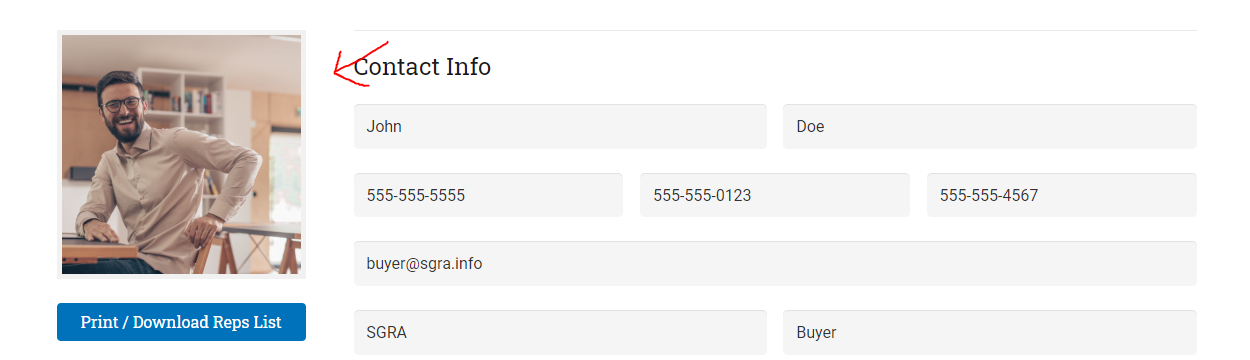 Contact Info
John
Doe
555-555-5555
555-555-0123
555-555-4567
buyer@sgra.info
Print / Download Reps List
SGRA
Buyer